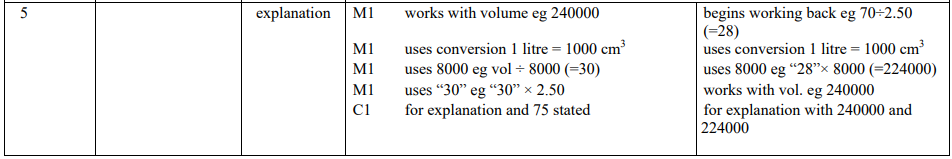 5 explanation M1 works with volume eg 240000 begins working back eg 70÷2.50
(=28)
M1 uses conversion 1 litre = 1000 cm³ uses conversion 1 litre = 1000 cm³
M1 uses 8000 eg vol ÷ 8000 (=30) uses 8000 eg “28”× 8000 (=224000)
M1 uses “30” eg “30” × 2.50 works with vol. eg 240000
C1 for explanation and 75 stated for explanation with 240000 and
224000